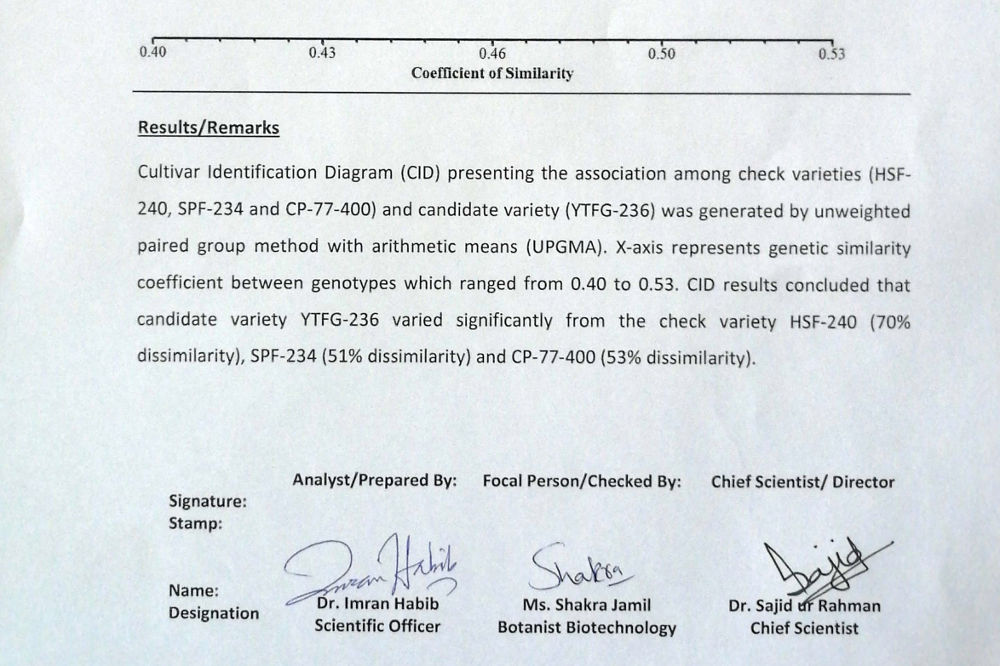 0.40 0.43 0.46 0.50 0.53
Coefficient of Similarity
Results/Remarks
Cultivar Identification Diagram (CID) presenting the association among check varieties (HSF-
240, SPF-234 and CP-77-400) and candidate variety (YTFG-236) was generated by unweighted
paired group method with arithmetic means (UPGMA). X-axis represents genetic similarity
coefficient between genotypes which ranged from 0.40 to 0.53. CID results concluded that
candidate variety YTFG-236 varied significantly from the check variety HSF-240 (70%
dissimilarity), SPF-234 (51% dissimilarity) and CP-77-400 (53% dissimilarity).
Analyst/Prepared By: Focal Person/Checked By: Chief Scientist/ Director
Signature:
Stamp:
Imran Habib Shakra Sajid
Name:
Dr. Imran Habib Ms. Shakra Jamil Dr. Sajid ur Rahman
Designation
Scientific Officer Botanist Biotechnology Chief Scientist